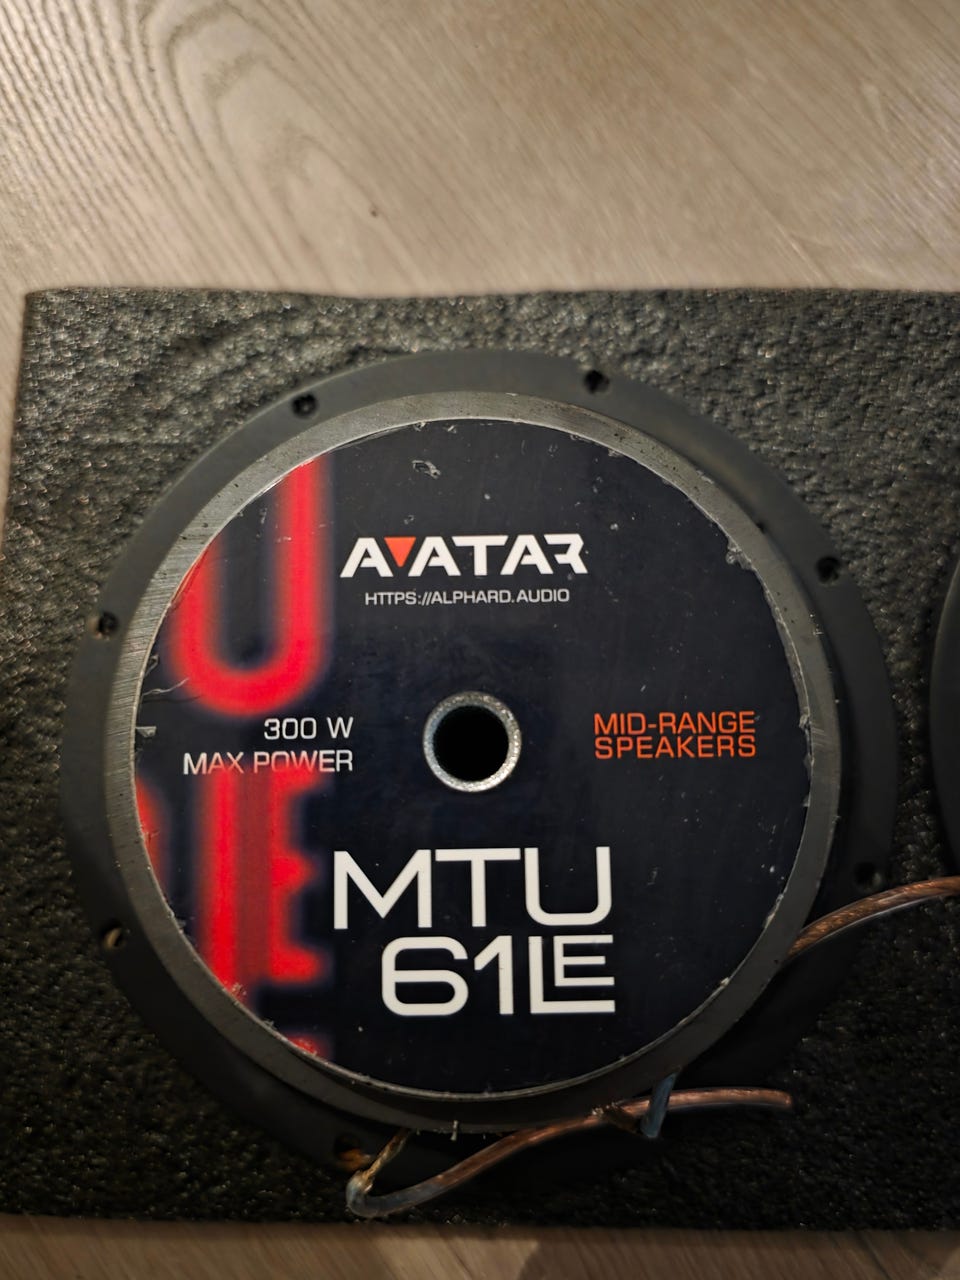 AVATAR
HTTPS://ALPHARD.AUDIO
300 W
MAX POWER
MID-RANGE
SPEAKERS
MTU
61LE